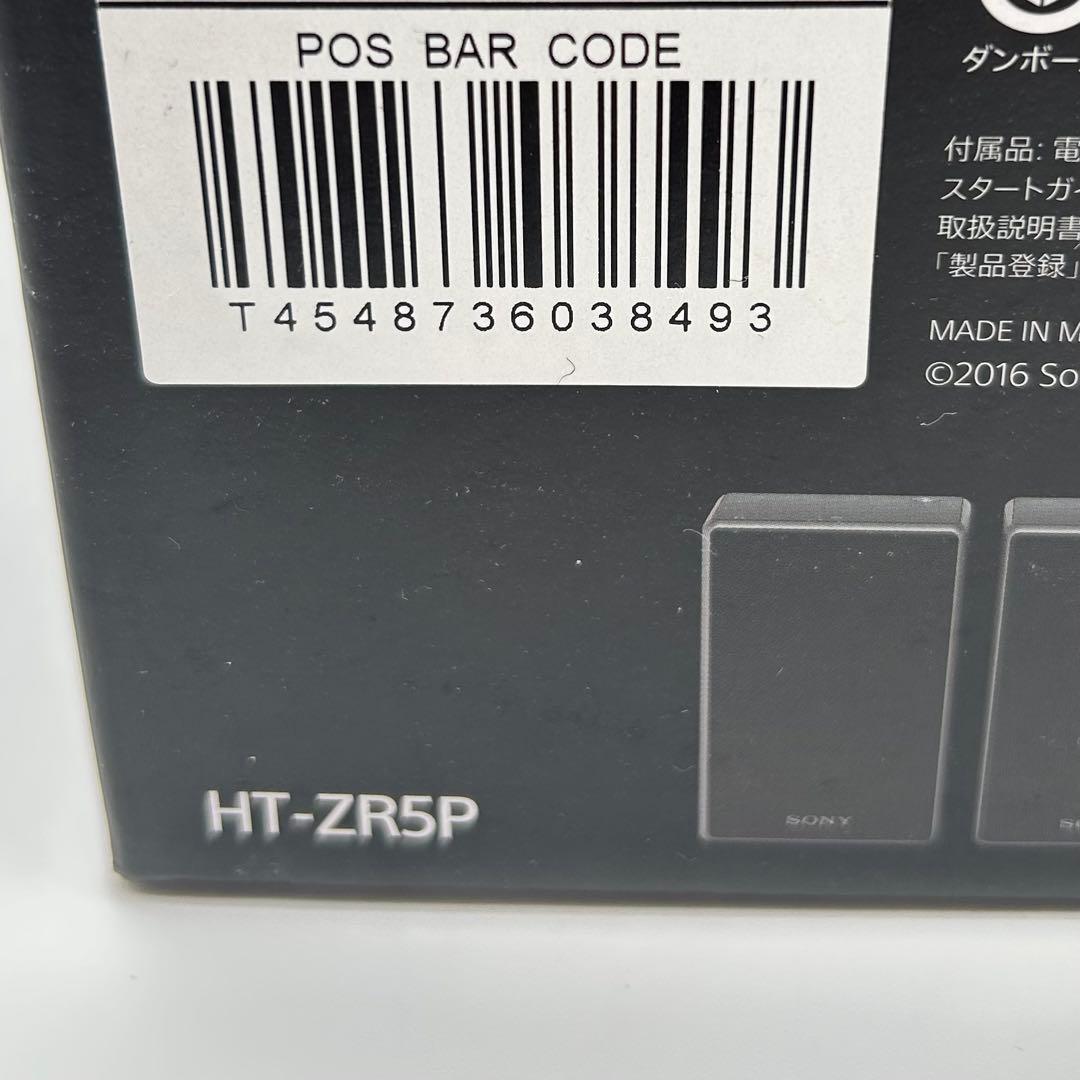 POS BAR CODE
T4548736038493
ダンボー
付属品: 電
スタートガイ
取扱説明書
「製品登録」
MADE IN M
©2016 So
SONY
HT-ZR5P